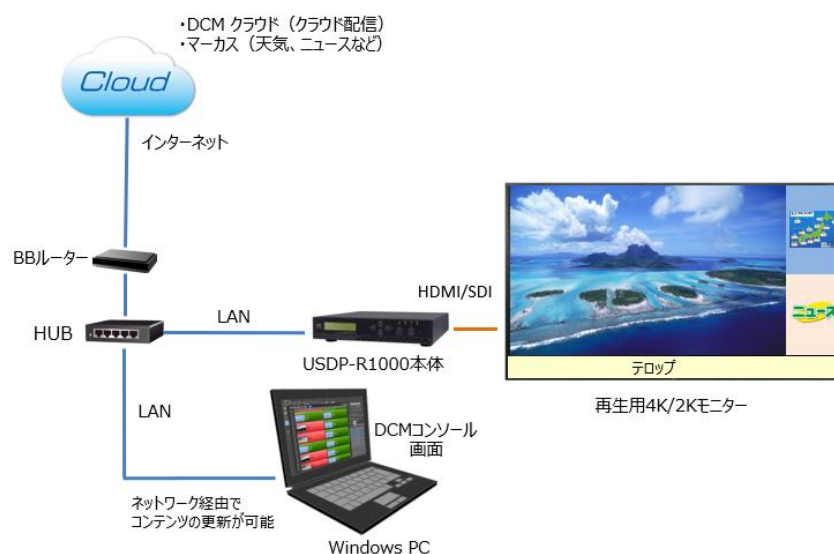 ・DCM クラウド（クラウド配信）
・マーカス（天気、ニュースなど）
Cloud
インターネット
BBルーター
HUB
LAN
USDP-R1000本体
HDMI/SDI
ニュース
テロップ
再生用4K/2Kモニター
LAN
DCMコンソール
画面
ネットワーク経由で
コンテンツの更新が可能
Windows PC